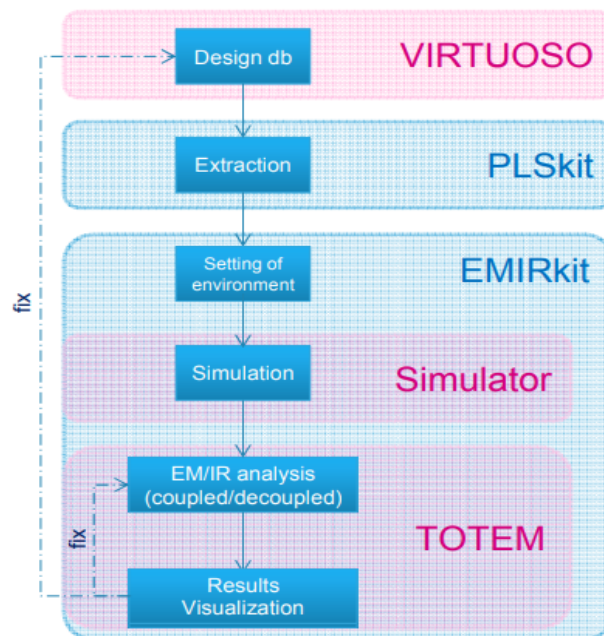 Design db
VIRTUOSO
Extraction
PLSkit
Setting of
environment
EMIRkit
fix
Simulation
Simulator
EM/IR analysis
(coupled/decoupled)
fix
TOTEM
Results
Visualization